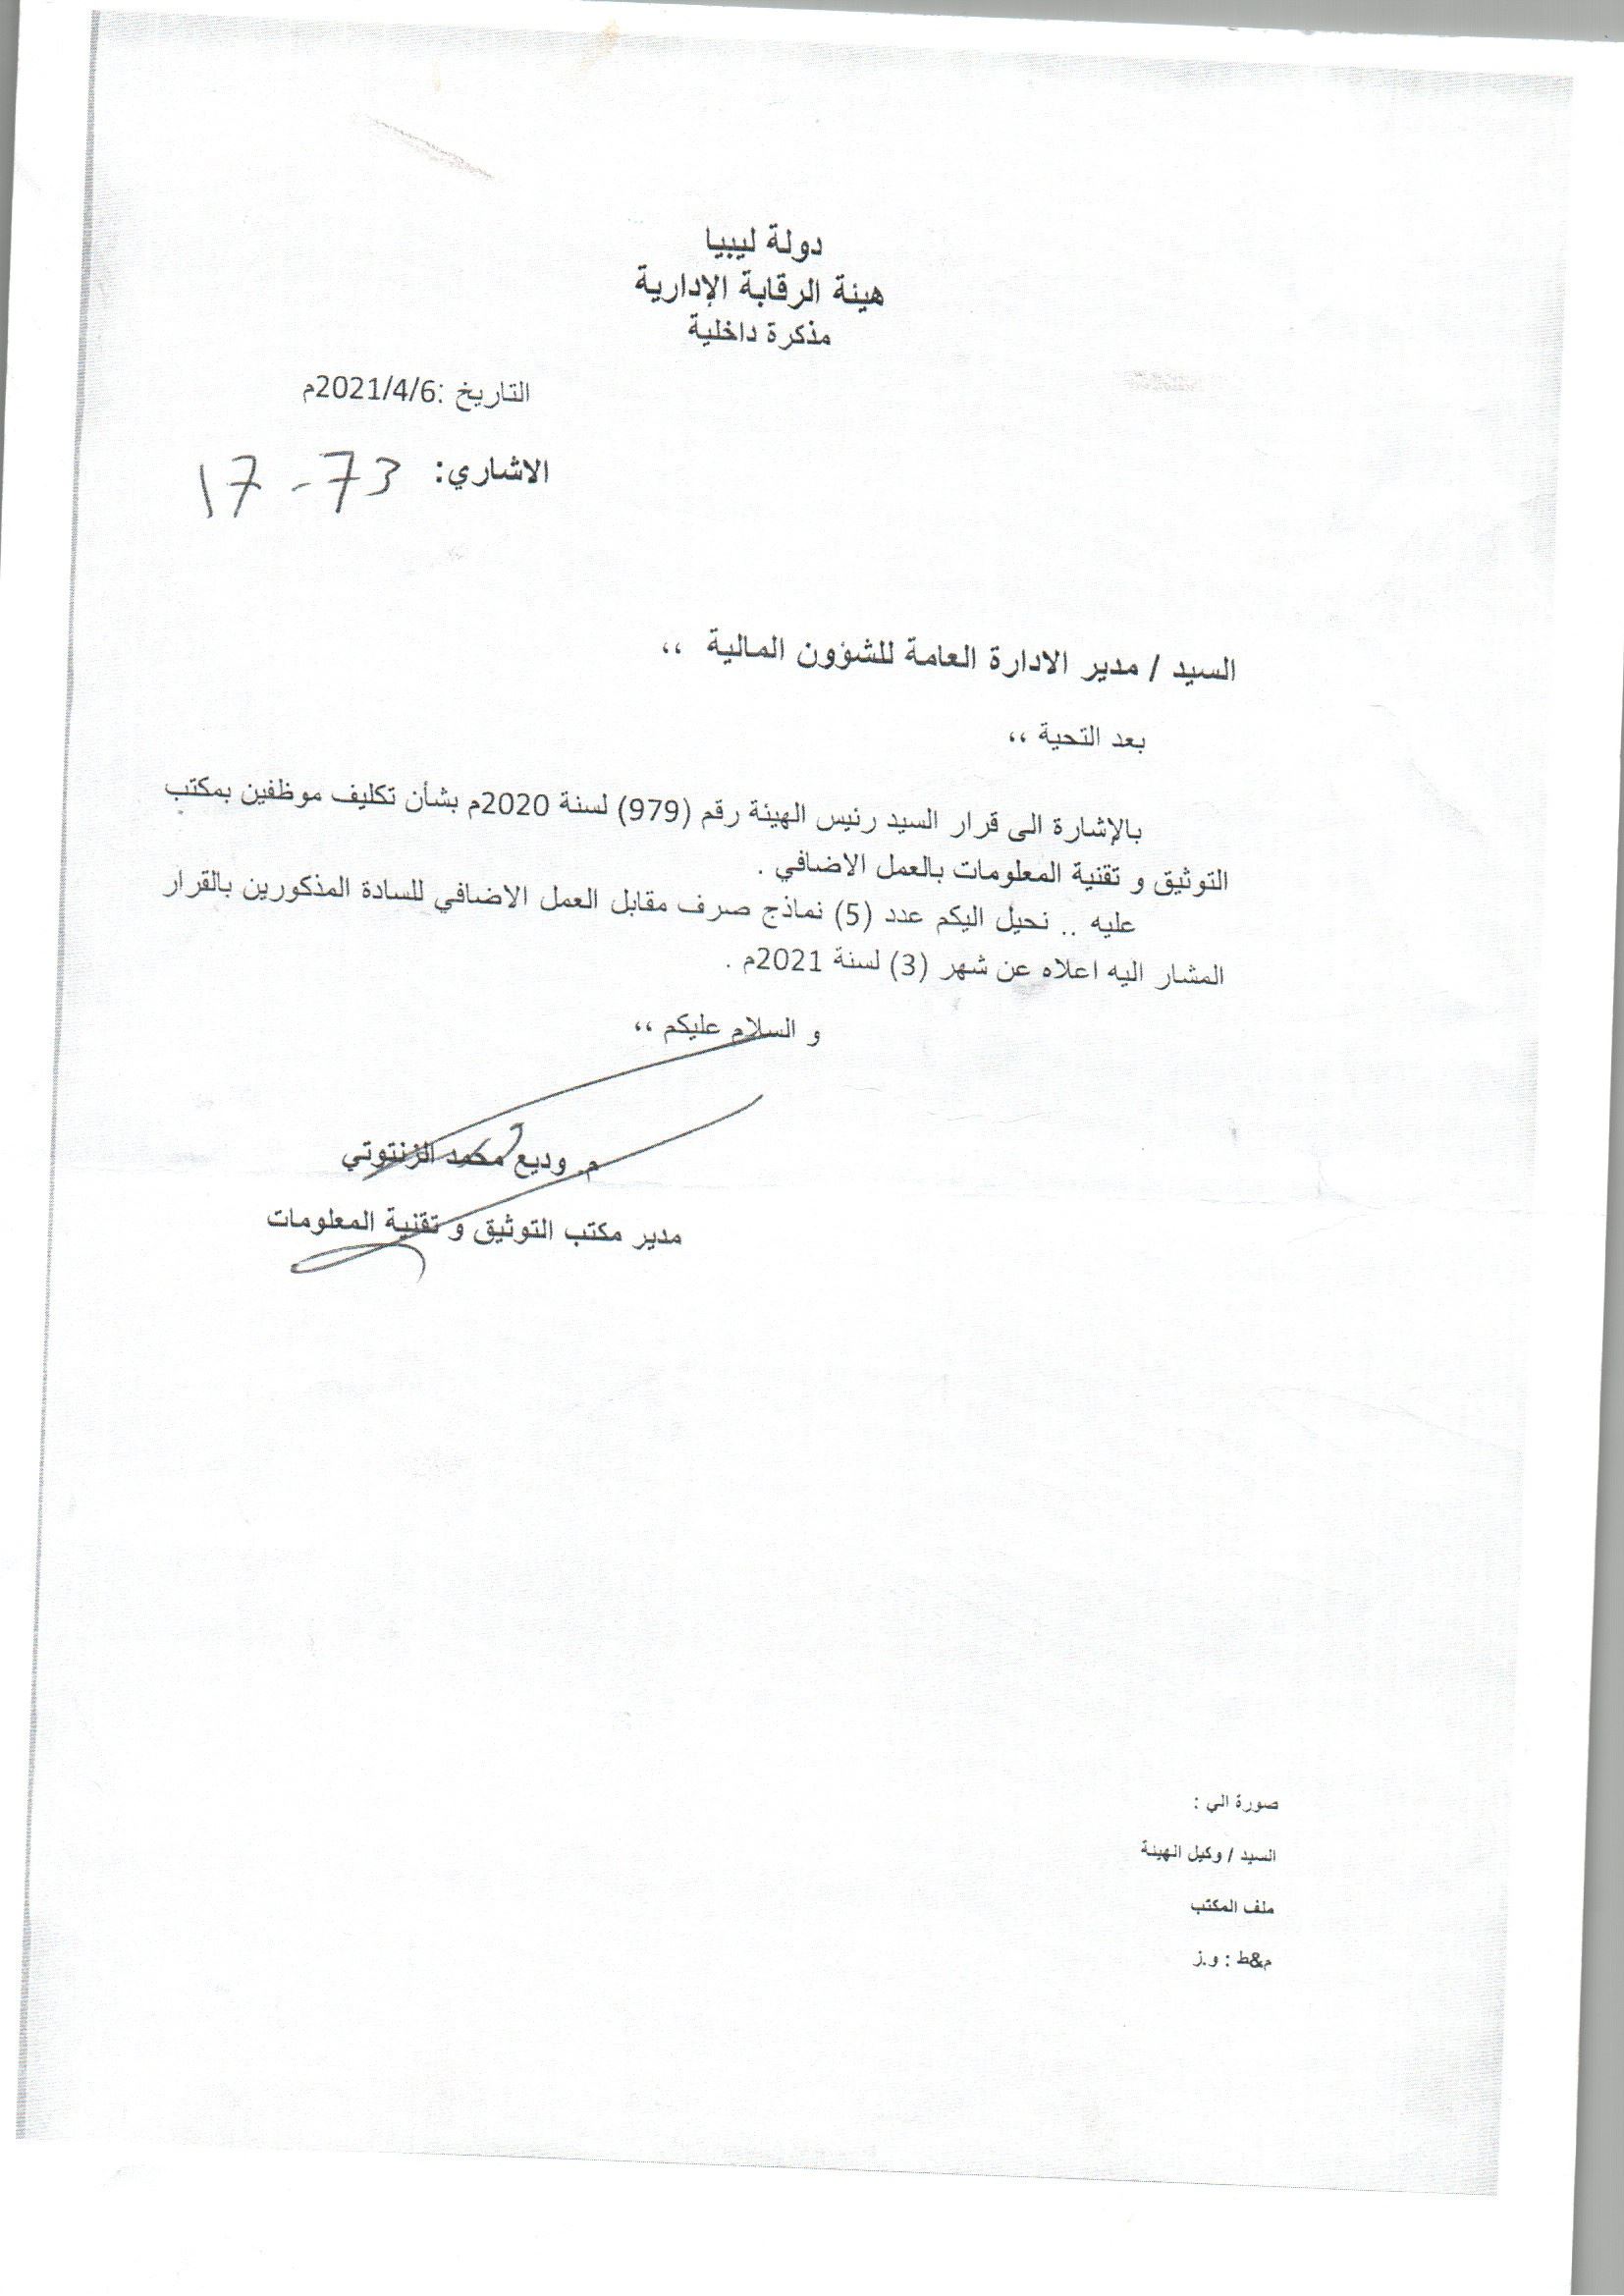 دولة ليبيا
هيئة الرقابة الإدارية
مذكرة داخلية
التاريخ :2021/4/6م
الاشاري: 73 - 17
السيد / مدير الادارة العامة للشؤون المالية ،،
بعد التحية ،،
بالإشارة الى قرار السيد رئيس الهيئة رقم (979) لسنة 2020م بشأن تكليف موظفين بمكتب
التوثيق و تقنية المعلومات بالعمل الاضافي .
عليه .. نحيل اليكم عدد (5) نماذج صرف مقابل العمل الاضافي للسادة المذكورين بالقرار
المشار اليه اعلاه عن شهر (3) لسنة 2021م .
و السلام عليكم ،،
م. وديع محمد الزنتوتي
مدير مكتب التوثيق و تقنية المعلومات
صورة الي :
السيد / وكيل الهيئة
ملف المكتب
م&ط : و.ز